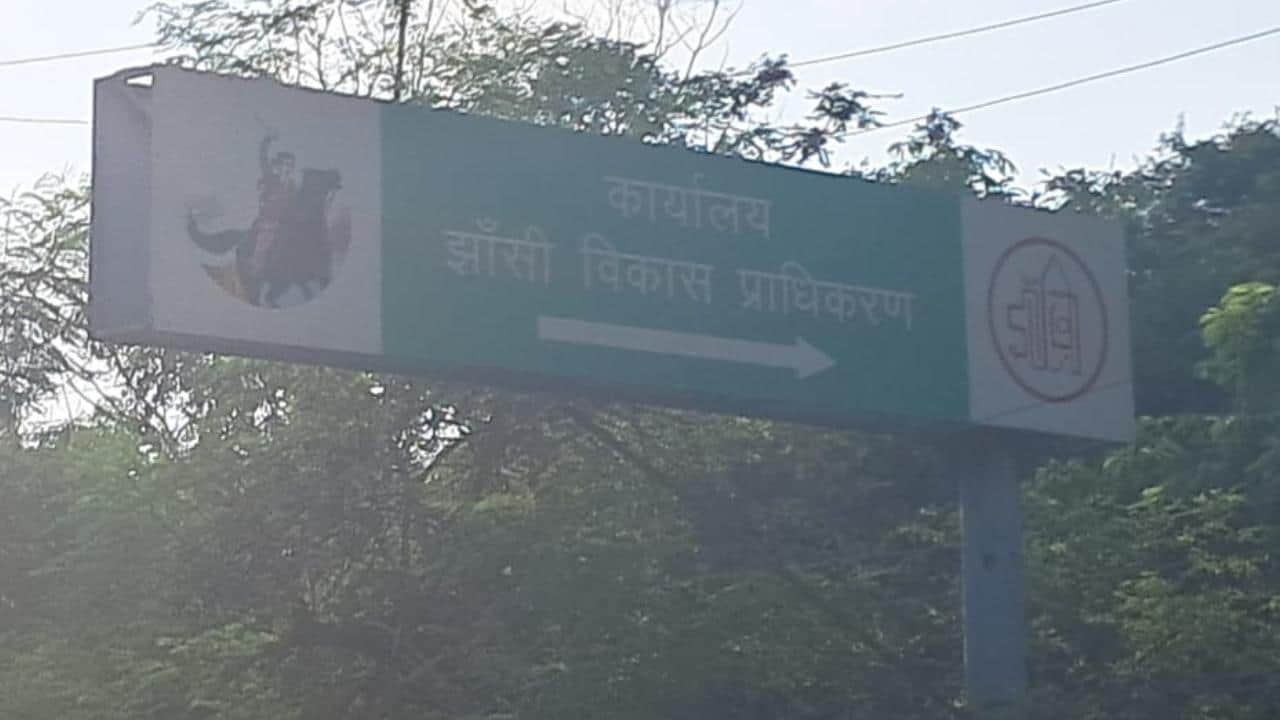 कार्यालय
झाँसी विकास प्राधिकरण